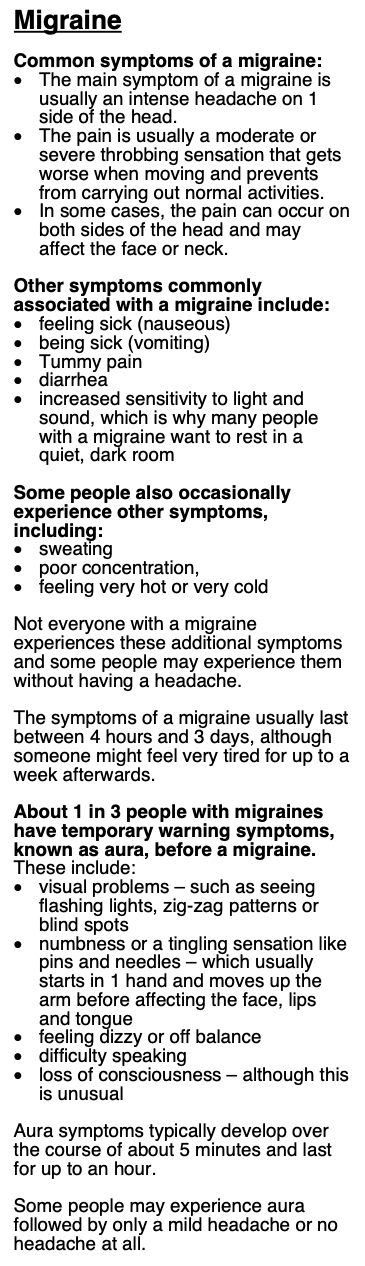 Migraine
Common symptoms of a migraine:
• The main symptom of a migraine is
usually an intense headache on 1
side of the head.
• The pain is usually a moderate or
severe throbbing sensation that gets
worse when moving and prevents
from carrying out normal activities.
• In some cases, the pain can occur on
both sides of the head and may
affect the face or neck.
Other symptoms commonly
associated with a migraine include:
• feeling sick (nauseous)
• being sick (vomiting)
• Tummy pain
• diarrhea
• increased sensitivity to light and
sound, which is why many people
with a migraine want to rest in a
quiet, dark room
Some people also occasionally
experience other symptoms,
including:
• sweating
• poor concentration,
• feeling very hot or very cold
Not everyone with a migraine
experiences these additional symptoms
and some people may experience them
without having a headache.
The symptoms of a migraine usually last
between 4 hours and 3 days, although
someone might feel very tired for up to a
week afterwards.
About 1 in 3 people with migraines
have temporary warning symptoms,
known as aura, before a migraine.
These include:
• visual problems – such as seeing
flashing lights, zig-zag patterns or
blind spots
• numbness or a tingling sensation like
pins and needles – which usually
starts in 1 hand and moves up the
arm before affecting the face, lips
and tongue
• feeling dizzy or off balance
• difficulty speaking
• loss of consciousness – although this
is unusual
Aura symptoms typically develop over
the course of about 5 minutes and last
for up to an hour.
Some people may experience aura
followed by only a mild headache or no
headache at all.